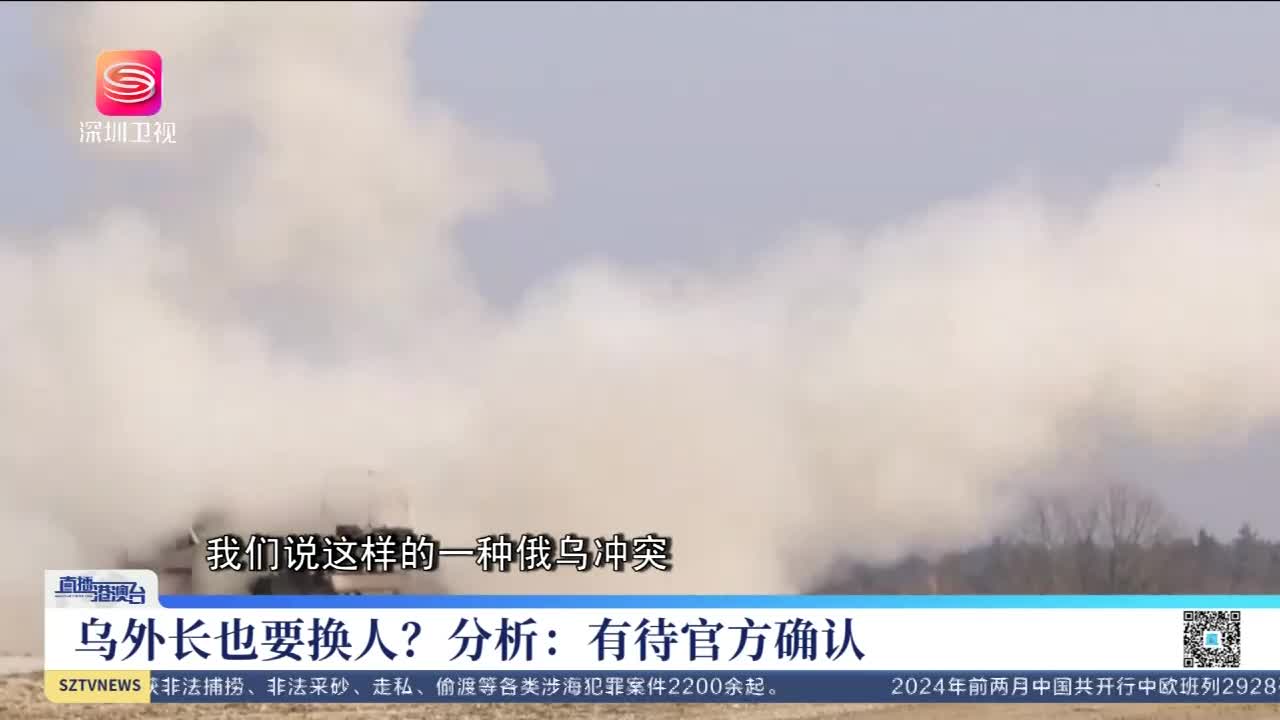 深圳卫视
我们说这样的一种俄乌冲突
直播港澳台
乌外长也要换人？分析：有待官方确认
SZTVNEWS
非法捕捞、非法采砂、走私、偷渡等各类涉海犯罪案件2200余起。
2024年前两月中国共开行中欧班列2928